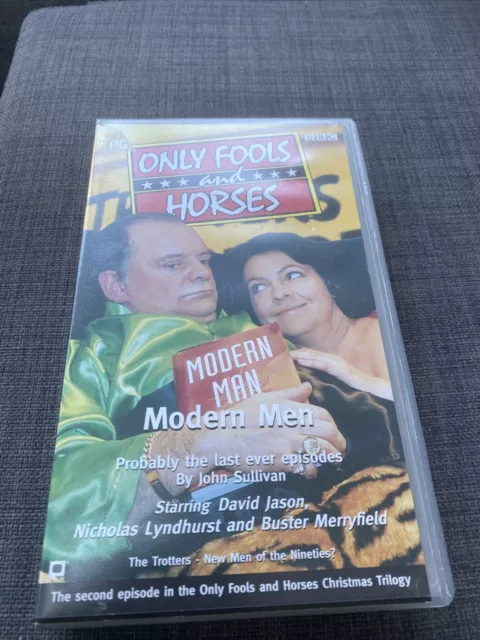 PG
BBC
ONLY FOOLS
and
HORSES
MODERN
MAN
Modern Men
Probably the last ever episodes
By John Sullivan
Starring David Jason,
Nicholas Lyndhurst and Buster Merryfield
The Trotters - New Men of the Nineties?
The second episode in the Only Fools and Horses Christmas Trilogy